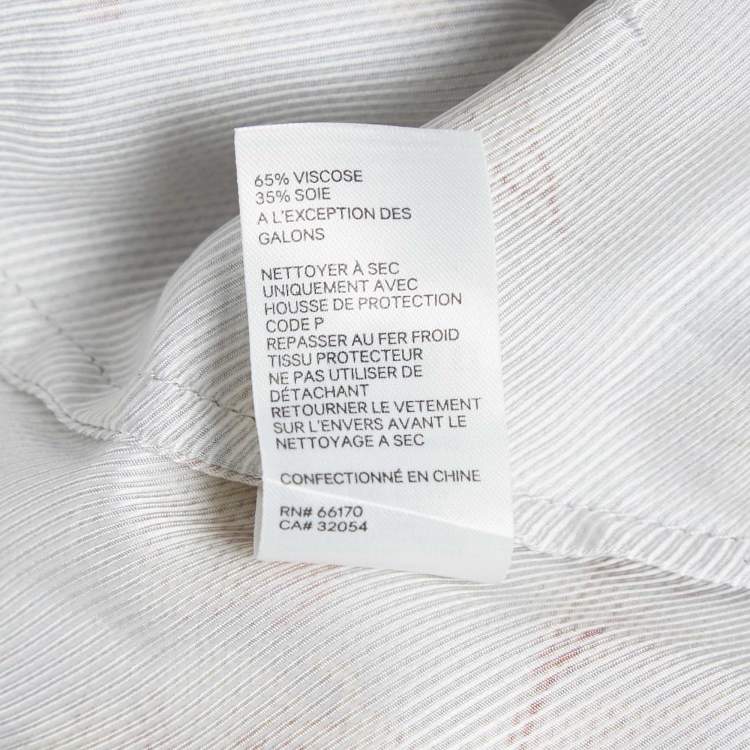 65% VISCOSE
35% SOIE
A L'EXCEPTION DES
GALONS
NETTOYER À SEC
UNIQUEMENT AVEC
HOUSSE DE PROTECTION
CODE P
REPASSER AU FER FROID
TISSU PROTECTEUR
NE PAS UTILISER DE
DÉTACHANT
RETOURNER LE VETEMENT
SUR L'ENVERS AVANT LE
NETTOYAGE A SEC
CONFECTIONNÉ EN CHINE
RN# 66170
CA# 32054